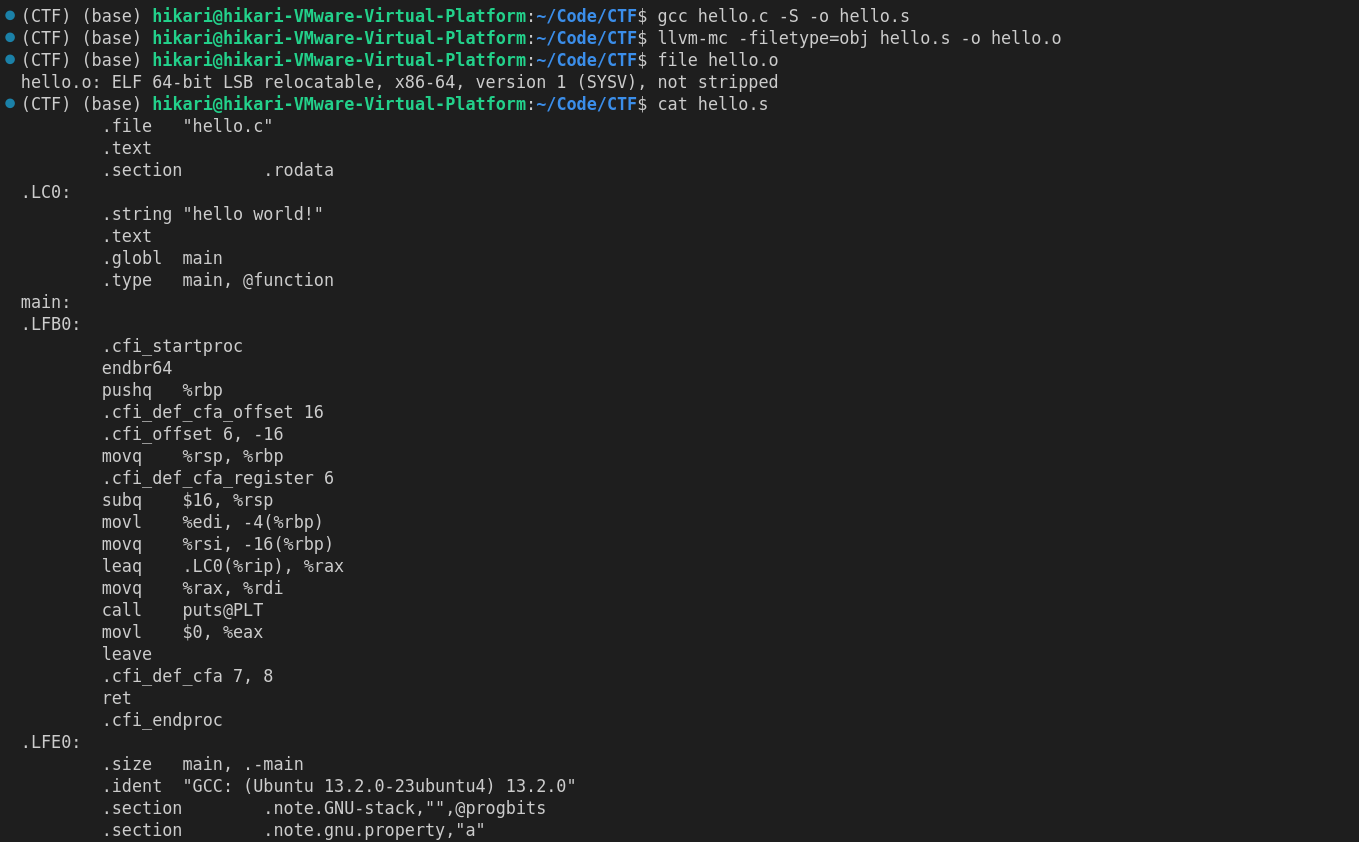 (CTF) (base) hikari@hikari-VMware-Virtual-Platform:~/Code/CTF$ gcc hello.c -S -o hello.s
(CTF) (base) hikari@hikari-VMware-Virtual-Platform:~/Code/CTF$ llvm-mc -filetype=obj hello.s -o hello.o
(CTF) (base) hikari@hikari-VMware-Virtual-Platform:~/Code/CTF$ file hello.o
hello.o: ELF 64-bit LSB relocatable, x86-64, version 1 (SYSV), not stripped
(CTF) (base) hikari@hikari-VMware-Virtual-Platform:~/Code/CTF$ cat hello.s
        .file   "hello.c"
        .text
        .section        .rodata
.LC0:
        .string "hello world!"
        .text
        .globl  main
        .type   main, @function
main:
.LFB0:
        .cfi_startproc
        endbr64
        pushq   %rbp
        .cfi_def_cfa_offset 16
        .cfi_offset 6, -16
        movq    %rsp, %rbp
        .cfi_def_cfa_register 6
        subq    $16, %rsp
        movl    %edi, -4(%rbp)
        movq    %rsi, -16(%rbp)
        leaq    .LC0(%rip), %rax
        movq    %rax, %rdi
        call    puts@PLT
        movl    $0, %eax
        leave
        .cfi_def_cfa 7, 8
        ret
        .cfi_endproc
.LFE0:
        .size   main, .-main
        .ident  "GCC: (Ubuntu 13.2.0-23ubuntu4) 13.2.0"
        .section        .note.GNU-stack,"",@progbits
        .section        .note.gnu.property,"a"